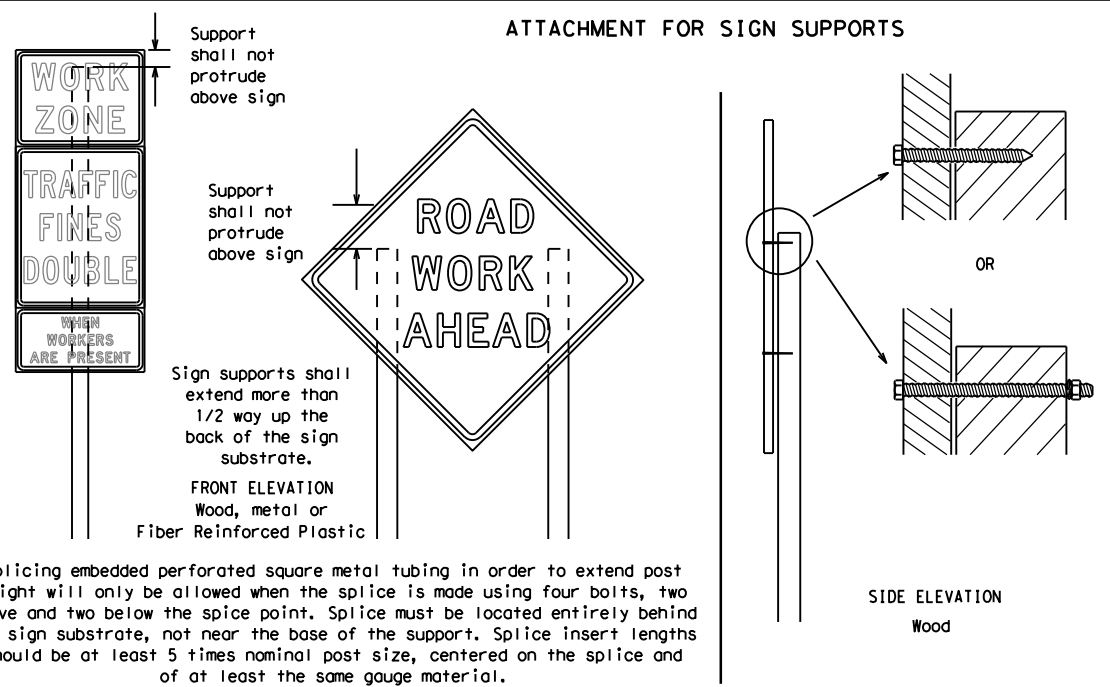 ATTACHMENT FOR SIGN SUPPORTS
Support
shall not
protrude
above sign
WORK
ZONE
TRAFFIC
FINES
DOUBLE
WHEN
WORKERS
ARE PRESENT
Support
shall not
protrude
above sign
ROAD
WORK
AHEAD
Sign supports shall
extend more than
1/2 way up the
back of the sign
substrate.
FRONT ELEVATION
Wood, metal or
Fiber Reinforced Plastic
OR
SIDE ELEVATION
Wood
plicing embedded perforated square metal tubing in order to extend post
ight will only be allowed when the splice is made using four bolts, two
ve and two below the spice point. Splice must be located entirely behind
sign substrate, not near the base of the support. Splice insert lengths
ould be at least 5 times nominal post size, centered on the splice and
of at least the same gauge material.